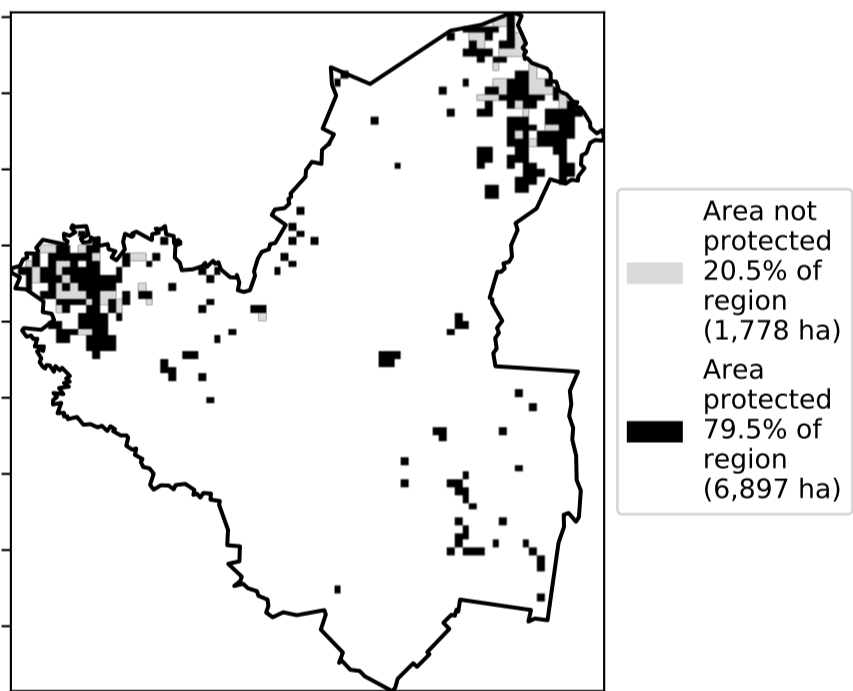 Area not
protected
20.5% of
region
(1,778 ha)
Area
protected
79.5% of
region
(6,897 ha)